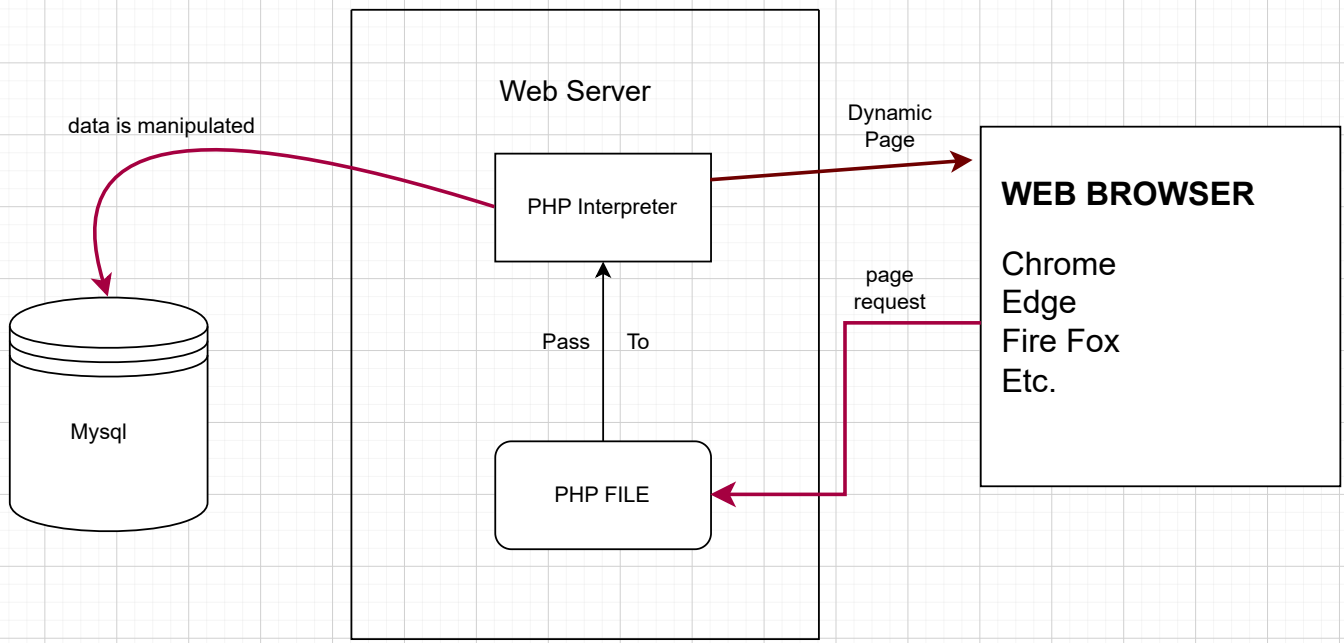 Web Server
data is manipulated
Dynamic
Page
PHP Interpreter
WEB BROWSER
Chrome
Edge
Fire Fox
Etc.
page
request
Pass To
Mysql
PHP FILE